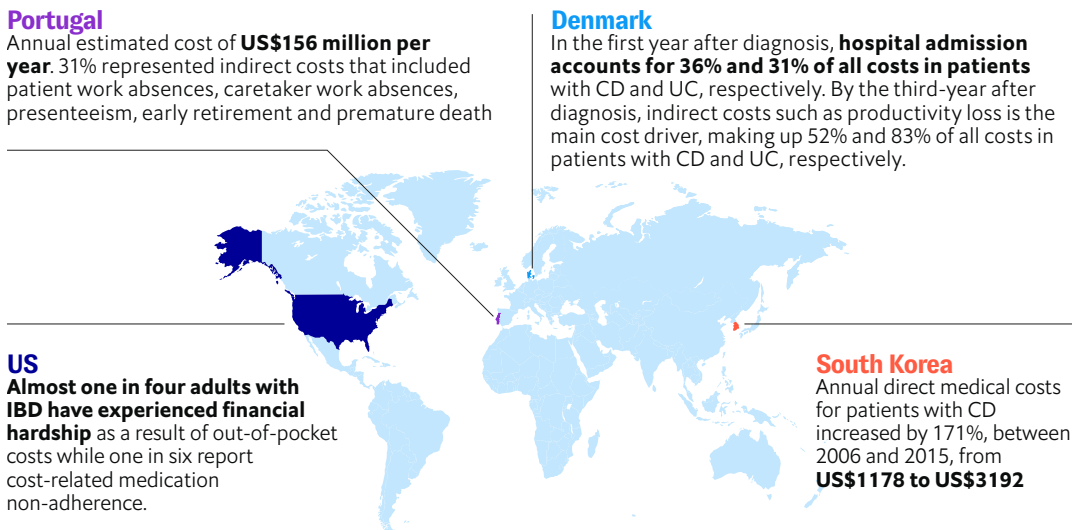 Portugal
Annual estimated cost of US$156 million per
year. 31% represented indirect costs that included
patient work absences, caretaker work absences,
presenteeism, early retirement and premature death
Denmark
In the first year after diagnosis, hospital admission
accounts for 36% and 31% of all costs in patients
with CD and UC, respectively. By the third-year after
diagnosis, indirect costs such as productivity loss is the
main cost driver, making up 52% and 83% of all costs in
patients with CD and UC, respectively.
US
Almost one in four adults with
IBD have experienced financial
hardship as a result of out-of-pocket
costs while one in six report
cost-related medication
non-adherence.
South Korea
Annual direct medical costs
for patients with CD
increased by 171%, between
2006 and 2015, from
US$1178 to US$3192